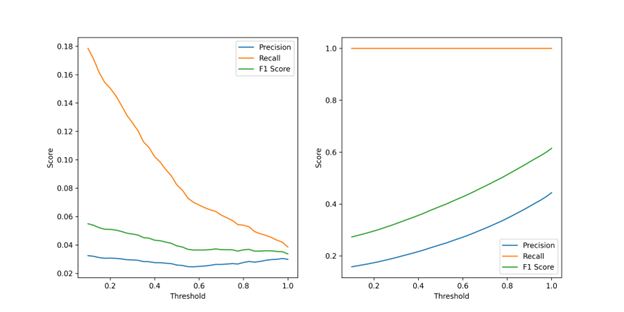 0.18
0.16
0.14
0.12
0.10
0.08
0.06
0.04
0.02
Score
0.2 0.4 0.6 0.8 1.0
Threshold
Precision
Recall
F1 Score
1.0
0.8
0.6
0.4
0.2
Score
0.2 0.4 0.6 0.8 1.0
Threshold
Precision
Recall
F1 Score